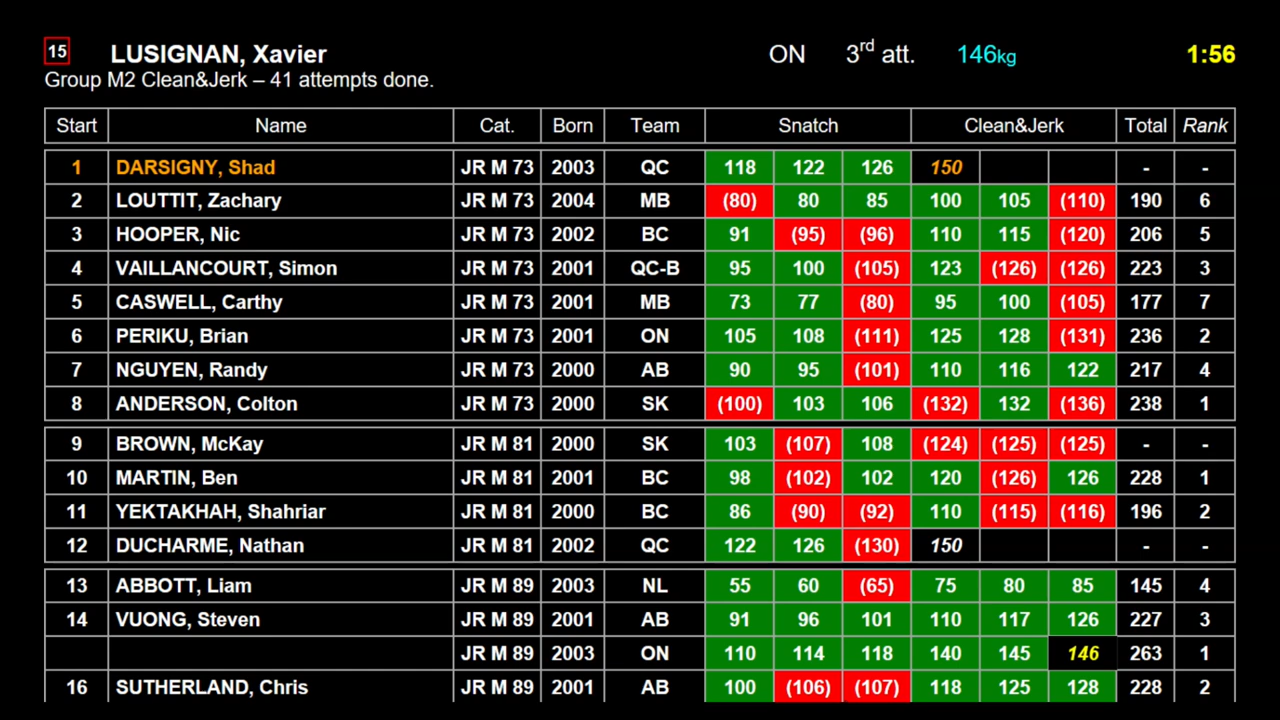 15 LUSIGNAN, Xavier ON 3rd att. 146kg 1:56
Group M2 Clean&Jerk – 41 attempts done.
Start Name Cat. Born Team Snatch Clean&Jerk Total Rank
1 DARSIGNY, Shad JR M 73 2003 QC 118 122 126 150 - -
2 LOUTTIT, Zachary JR M 73 2004 MB (80) 80 85 100 105 (110) 190 6
3 HOOPER, Nic JR M 73 2002 BC 91 (95) (96) 110 115 (120) 206 5
4 VAILLANCOURT, Simon JR M 73 2001 QC-B 95 100 (105) 123 (126) (126) 223 3
5 CASWELL, Carthy JR M 73 2001 MB 73 77 (80) 95 100 (105) 177 7
6 PERIKU, Brian JR M 73 2001 ON 105 108 (111) 125 128 (131) 236 2
7 NGUYEN, Randy JR M 73 2000 AB 90 95 (101) 110 116 122 217 4
8 ANDERSON, Colton JR M 73 2000 SK (100) 103 106 (132) 132 (136) 238 1
9 BROWN, McKay JR M 81 2000 SK 103 (107) 108 (124) (125) (125) - -
10 MARTIN, Ben JR M 81 2001 BC 98 (102) 102 120 (126) 126 228 1
11 YEKTAKHAH, Shahriar JR M 81 2000 BC 86 (90) (92) 110 (115) (116) 196 2
12 DUCHARME, Nathan JR M 81 2002 QC 122 126 (130) 150 - -
13 ABBOTT, Liam JR M 89 2003 NL 55 60 (65) 75 80 85 145 4
14 VUONG, Steven JR M 89 2001 AB 91 96 101 110 117 126 227 3
JR M 89 2003 ON 110 114 118 140 145 146 263 1
16 SUTHERLAND, Chris JR M 89 2001 AB 100 (106) (107) 118 125 128 228 2